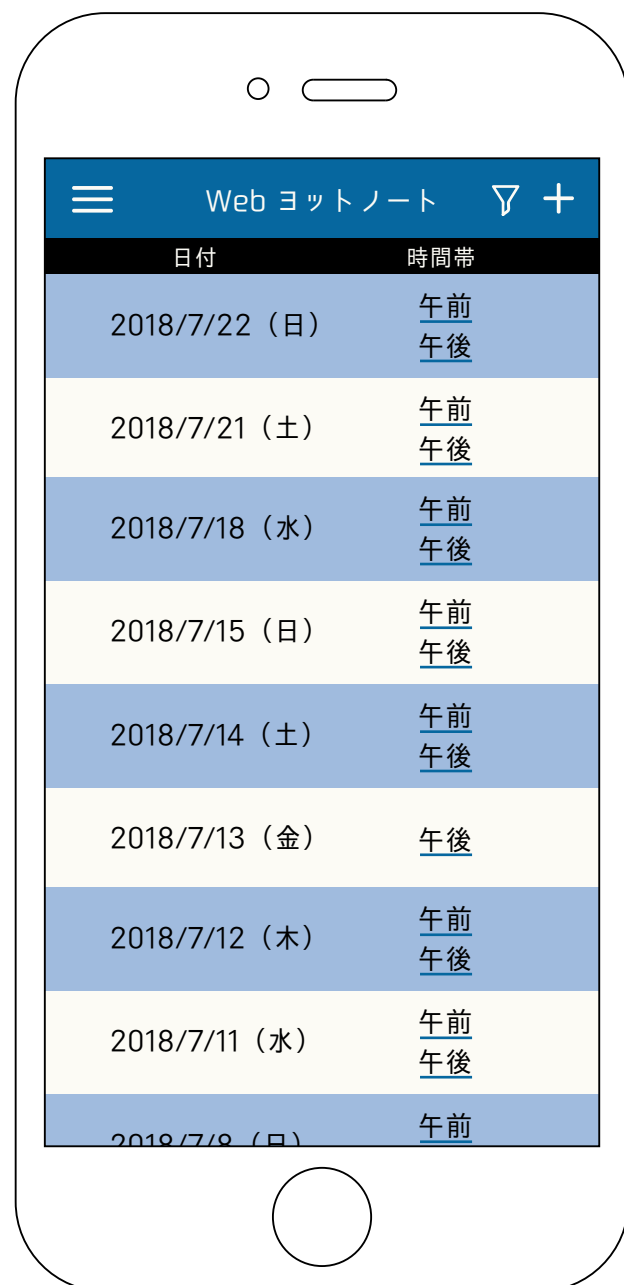 Web ヨットノート
日付 時間帯
2018/7/22（日） 午前
午後
2018/7/21（土） 午前
午後
2018/7/18（水） 午前
午後
2018/7/15（日） 午前
午後
2018/7/14（土） 午前
午後
2018/7/13（金） 午後
2018/7/12（木） 午前
午後
2018/7/11（水） 午前
午後
2018/7/8（日） 午前